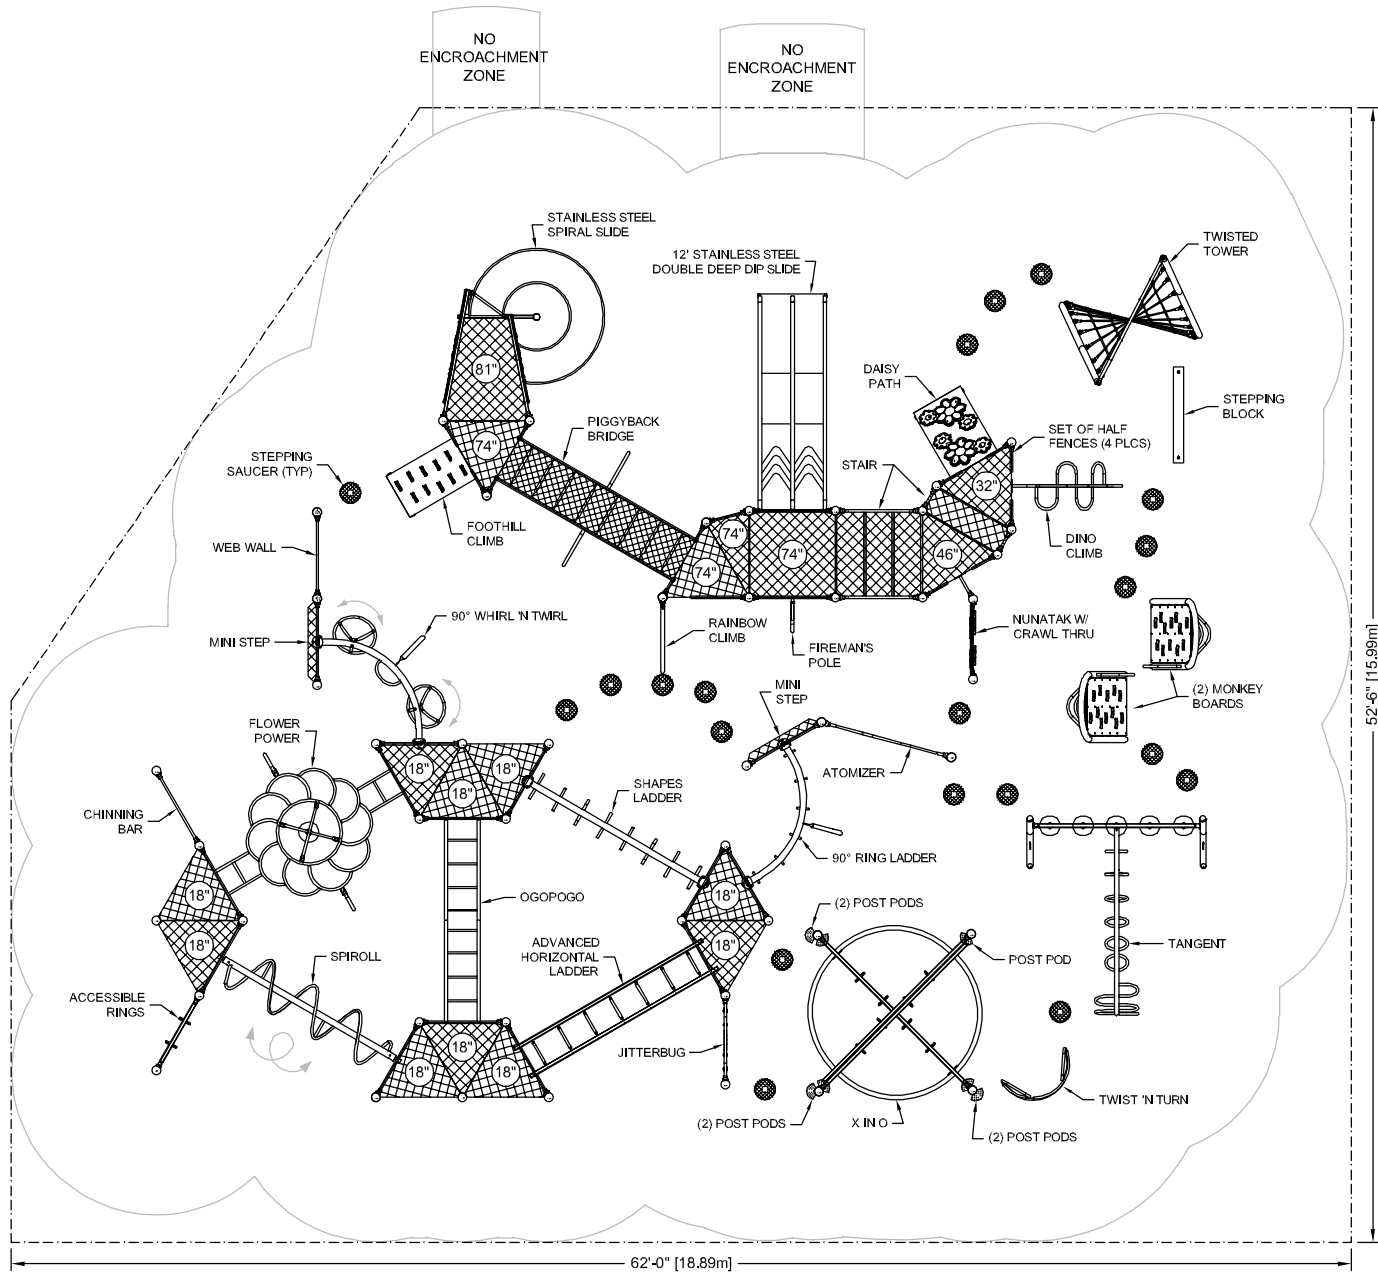 NO
ENCROACHMENT
ZONE
NO
ENCROACHMENT
ZONE
STAINLESS STEEL
SPIRAL SLIDE
12' STAINLESS STEEL
DOUBLE DEEP DIP SLIDE
TWISTED
TOWER
81"
DAISY
PATH
STEPPING
BLOCK
PIGGYBACK
BRIDGE
SET OF HALF
FENCES (4 PLCS)
74"
STEPPING
SAUCER (TYP)
STAIR
32"
FOOTHILL
CLIMB
DINO
CLIMB
WEB WALL
74"
74"
74"
46"
90° WHIRL 'N TWIRL
MINI STEP
RAINBOW
CLIMB
FIREMAN'S
POLE
NUNATAK W/
CRAWL THRU
(2) MONKEY
BOARDS
52'-6" [15.99m]
MINI
STEP
FLOWER
POWER
18"
18"
18"
ATOMIZER
SHAPES
LADDER
CHINNING
BAR
90° RING LADDER
18"
OGOPOGO
18"
(2) POST PODS
18"
SPIROLL
ADVANCED
HORIZONTAL
LADDER
18"
TANGENT
POST POD
ACCESSIBLE
RINGS
18"
18"
18"
JITTERBUG
TWIST 'N TURN
(2) POST PODS
X IN O
(2) POST PODS
62'-0" [18.89m]